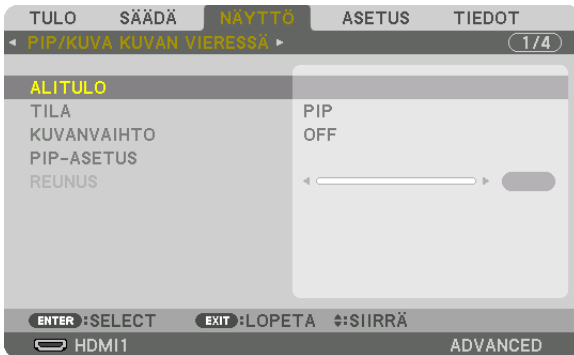 TULO SÄÄDÄ NÄYTTÖ ASETUS TIEDOT
PIP/KUVA KUVAN VIERESSÄ 1/4
ALITULO
TILA PIP
KUVANVAIHTO OFF
PIP-ASETUS
REUNUS
ENTER :SELECT EXIT :LOPETA :SIIRRÄ
HDMI1 ADVANCED